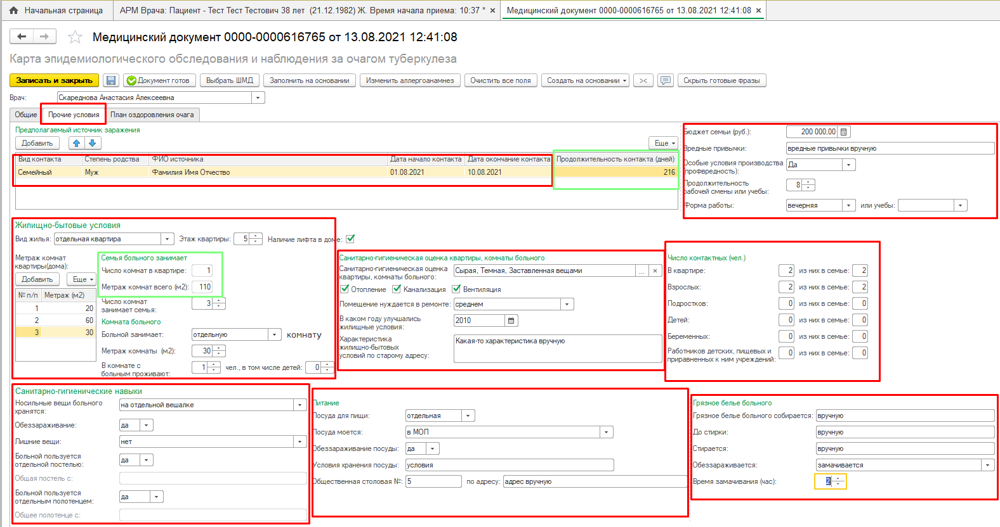 Начальная страница
АРМ Врача: Пациент - Тест Тест Тестович 38 лет (21.12.1982) Ж. Время начала приема: 10:37 * ×
Медицинский документ 0000-0000616765 от 13.08.2021 12:41:08 ×
Медицинский документ 0000-0000616765 от 13.08.2021 12:41:08
Карта эпидемиологического обследования и наблюдения за очагом туберкулеза
Записать и закрыть
Документ готов
Выбрать ШМД
Заполнить на основании
Изменить аллергоанамнез
Очистить все поля
Создать на основании
Скрыть готовые фразы
Врач: Скареднова Анастасия Алексеевна
Общие
Прочие условия
План оздоровления очага
Предполагаемый источник заражения
Добавить
Еще
Вид контакта Степень родства ФИО источника Дата начало контакта Дата окончание контакта Продолжительность контакта (дней)
Семейный Муж Фамилия Имя Отчество 01.08.2021 10.08.2021 216
Бюджет семьи (руб.): 200 000,00
Вредные привычки: вредные привычки вручную
Особые условия производства
(профвредность): Да
Продолжительность
рабочей смены или учебы: 8
Форма работы: вечерняя или учебы:
Жилищно-бытовые условия
Вид жилья: отдельная квартира Этаж квартиры: 5 Наличие лифта в доме:
Метраж комнат
квартиры(дома):
Добавить
Еще
№ п/п Метраж (м2)
1 20
2 60
3 30
Семья больного занимает
Число комнат в квартире: 1
Метраж комнат всего (м2): 110
Число комнат
занимает семья: 3
Комната больного
Больной занимает: отдельную комнату
Метраж комнаты (м2): 30
В комнате с
больным проживают: 1 чел., в том числе детей: 0
Санитарно-гигиеническая оценка квартиры, комнаты больного
Санитарно-гигиеническая оценка
квартиры, комнаты больного: Сырая, Темная, Заставленная вещами ... ×
Отопление Канализация Вентиляция
Помещение нуждается в ремонте: среднем
В каком году улучшались
жилищные условия: 2010
Характеристика
жилищно-бытовых
условий по старому адресу: Какая-то характеристика вручную
Число контактных (чел.)
В квартире: 2 из них в семье: 2
Взрослых: 2 из них в семье: 2
Подростков: 0 из них в семье: 0
Детей: 0 из них в семье: 0
Беременных: 0 из них в семье: 0
Работников детских, пищевых и
приравненных к ним учреждений: 0 из них в семье: 0
Санитарно-гигиенические навыки
Носильные вещи больного
хранятся: на отдельной вешалке
Обеззараживание: да
Лишние вещи: нет
Больной пользуется
отдельной постелью: да
Общая постель с:
Больной пользуется
отдельным полотенцем: да
Общее полотенце с:
Питание
Посуда для пищи: отдельная
Посуда моется: в МОП
Обеззараживание посуды: да
Условия хранения посуды: условия
Общественная столовая №: 5 по адресу: адрес вручную
Грязное белье больного
Грязное белье больного собирается: вручную
До стирки: вручную
Стирается: вручную
Обеззараживается: замачивается
Время замачивания (час): 2